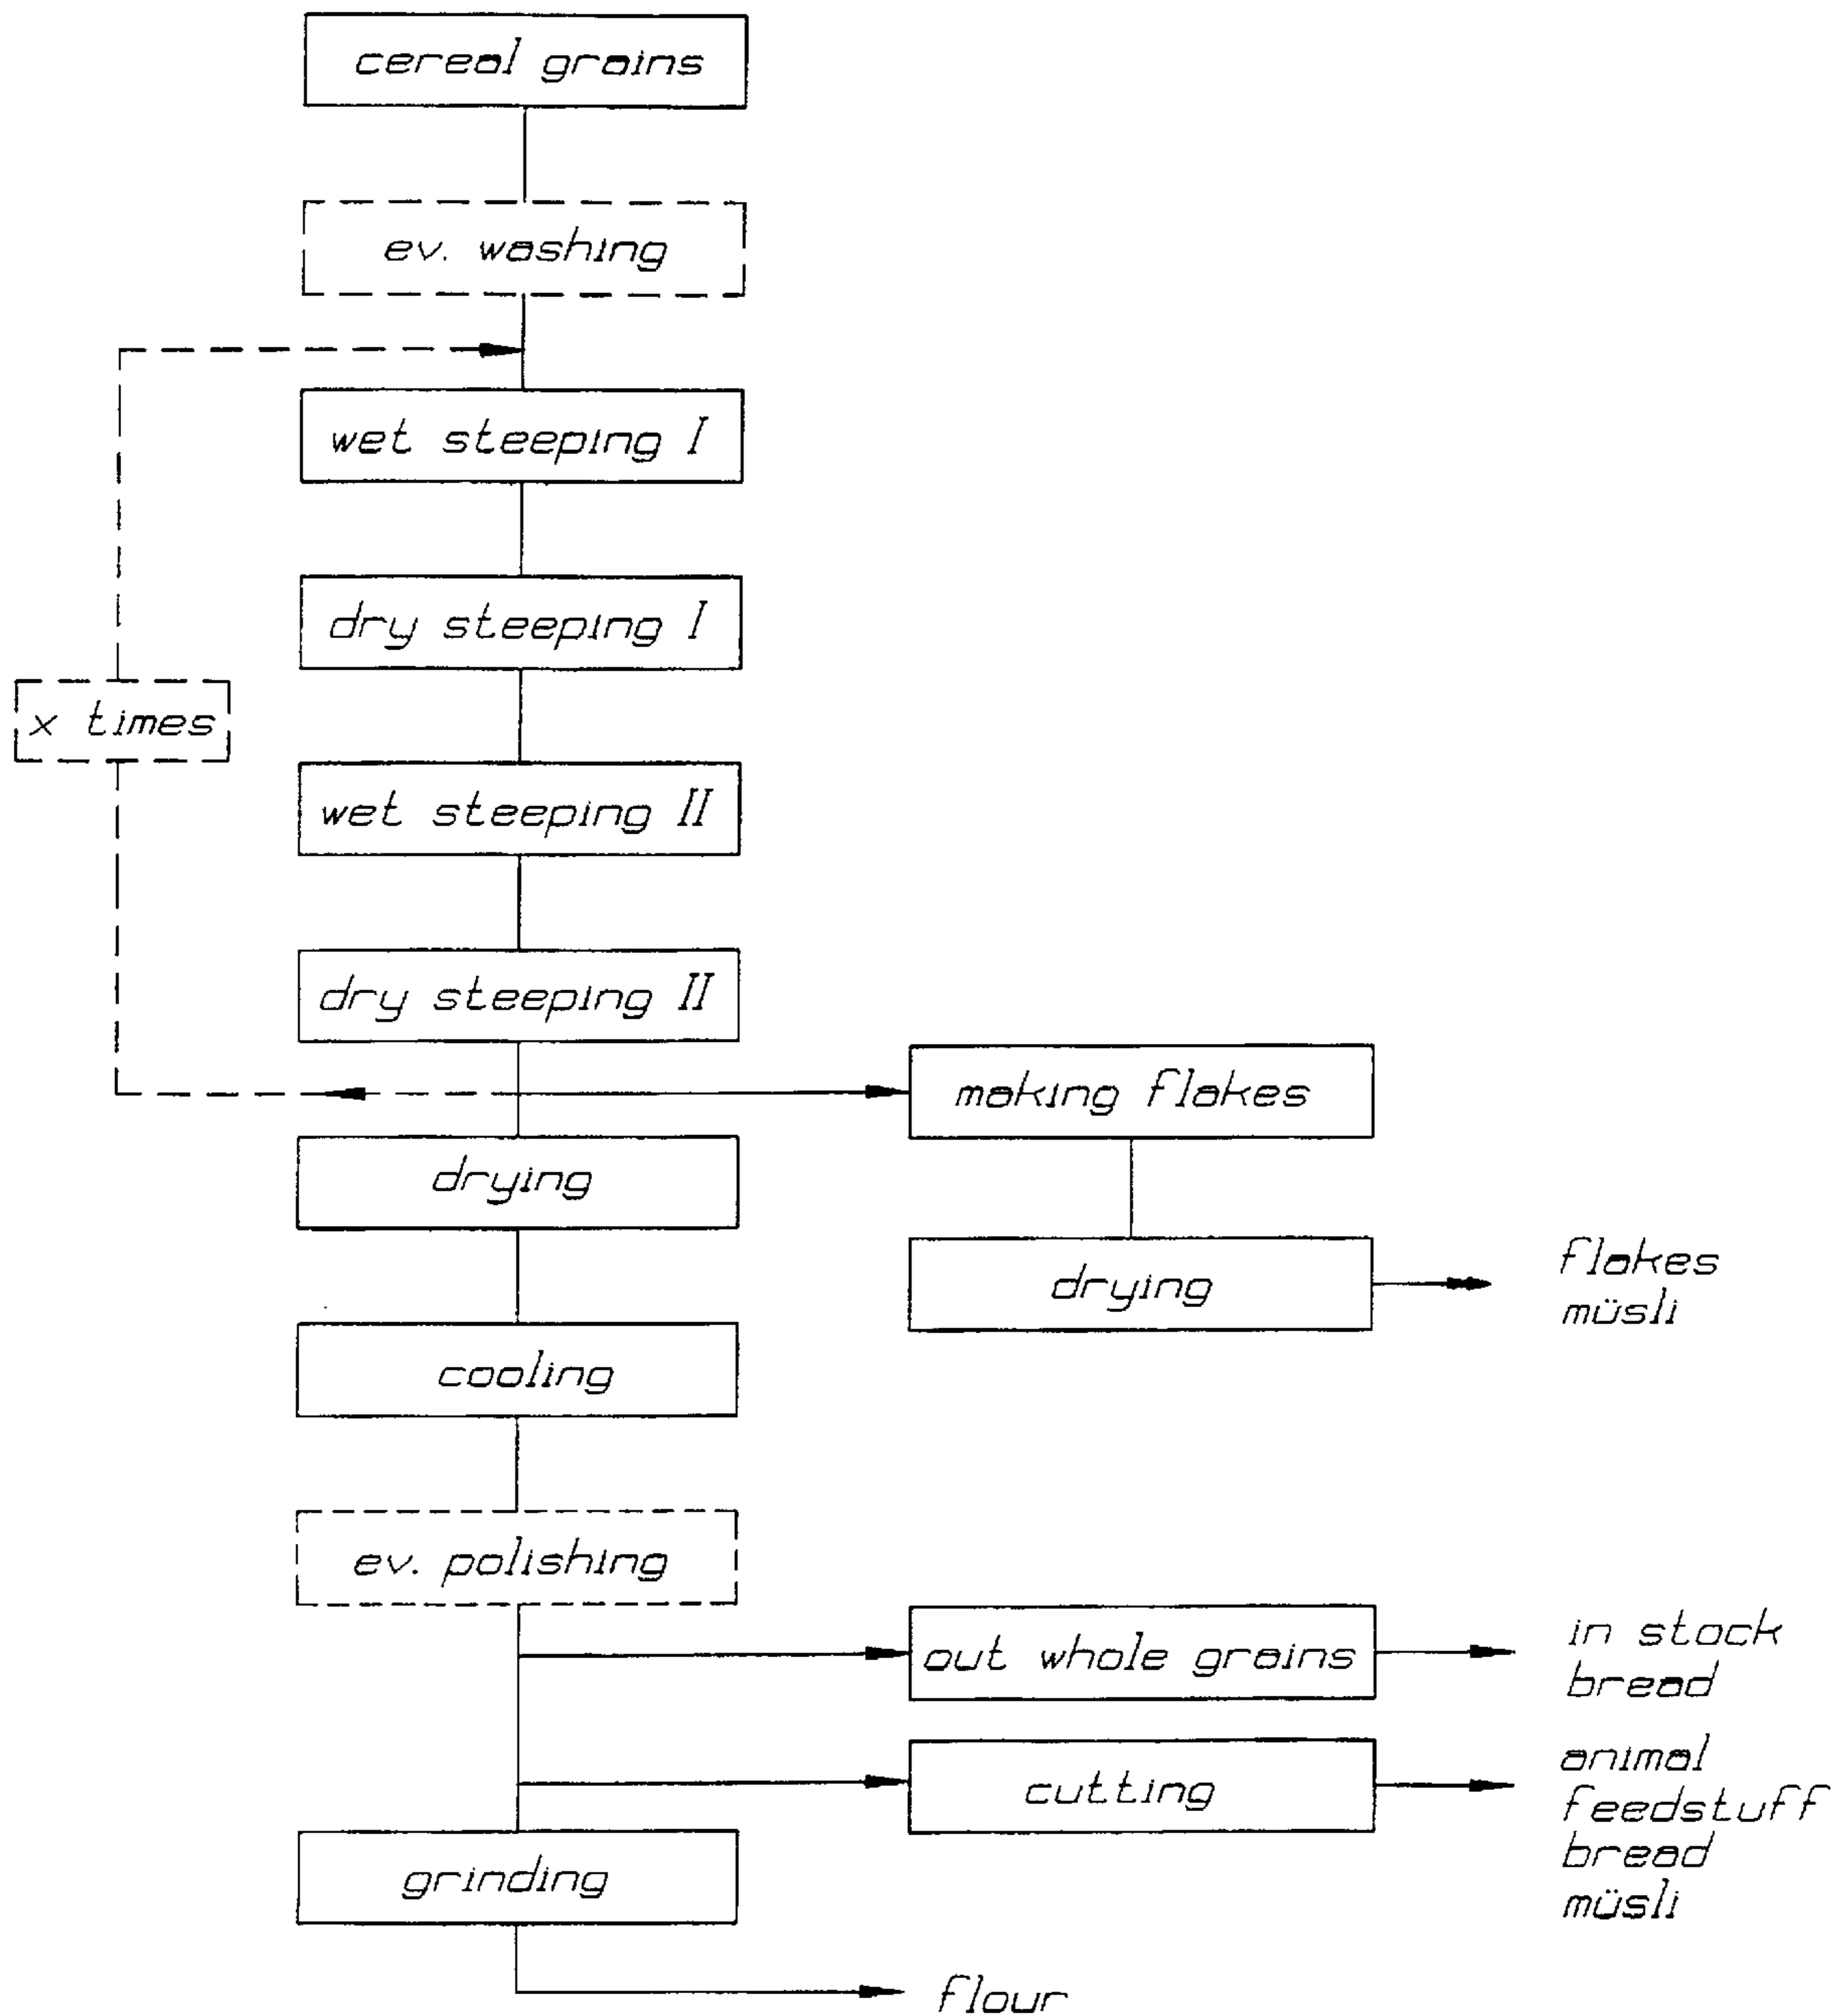 cereal grains
ev. washing
wet steeping I
dry steeping I
x times
wet steeping II
dry steeping II
making flakes
drying
drying
flakes
müsli
cooling
ev. polishing
out whole grains
in stock
bread
cutting
animal
feedstuff
bread
müsli
grinding
flour